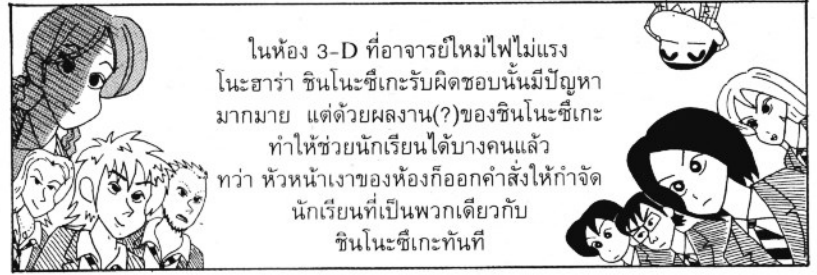 ในห้อง 3-D ที่อาจารย์ใหม่ไฟไม่แรง
โนะฮาร่า ชินโนะซึเกะรับผิดชอบนั้นมีปัญหา
มากมาย แต่ด้วยผลงาน(?)ของชินโนะซึเกะ
ทำให้ช่วยนักเรียนได้บางคนแล้ว
ทว่า หัวหน้าเงาของห้องก็ออกคำสั่งให้กำจัด
นักเรียนที่เป็นพวกเดียวกับ
ชินโนะซึเกะทันที